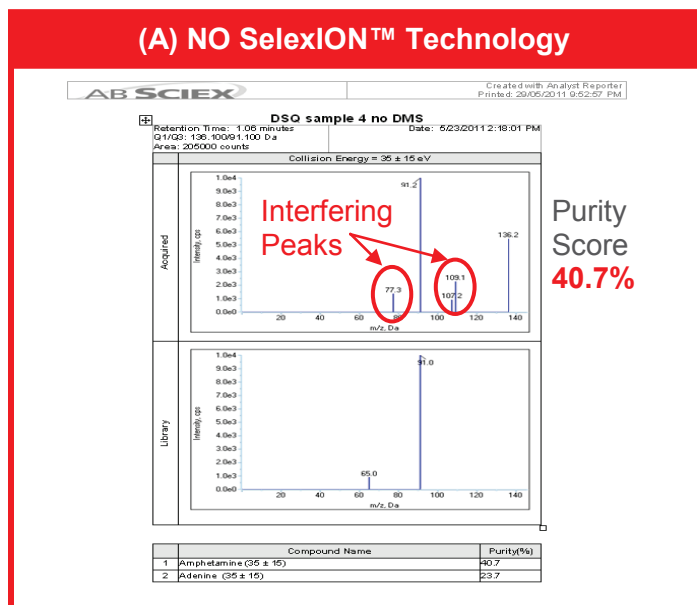 (A) NO SelexION™ Technology
AB SCIEX
Created with Analyst Reporter
Printed: 29/05/2011 9:52:57 PM
DSQ sample 4 no DMS
Retention Time: 1.06 minutes
Date: 5/23/2011 2:18:01 PM
Q1/Q3: 136.100/91.100 Da
Area: 205000 counts
Collision Energy = 35 ± 15 eV
Acquired
Intensity, cps
1.0e4
9.0e3
8.0e3
7.0e3
6.0e3
5.0e3
4.0e3
3.0e3
2.0e3
1.0e3
0.0e0
91.2
136.2
109.1
77.3
107.2
20 40 60 80 100 120 140
m/z, Da
Interfering
Peaks
Purity
Score
40.7%
Library
Intensity, cps
1.0e4
9.0e3
8.0e3
7.0e3
6.0e3
5.0e3
4.0e3
3.0e3
2.0e3
1.0e3
0.0e0
91.0
65.0
20 40 60 80 100 120 140
m/z, Da
Compound Name Purity(%)
1 Amphetamine (35 ± 15) 40.7
2 Adenine (35 ± 15) 23.7